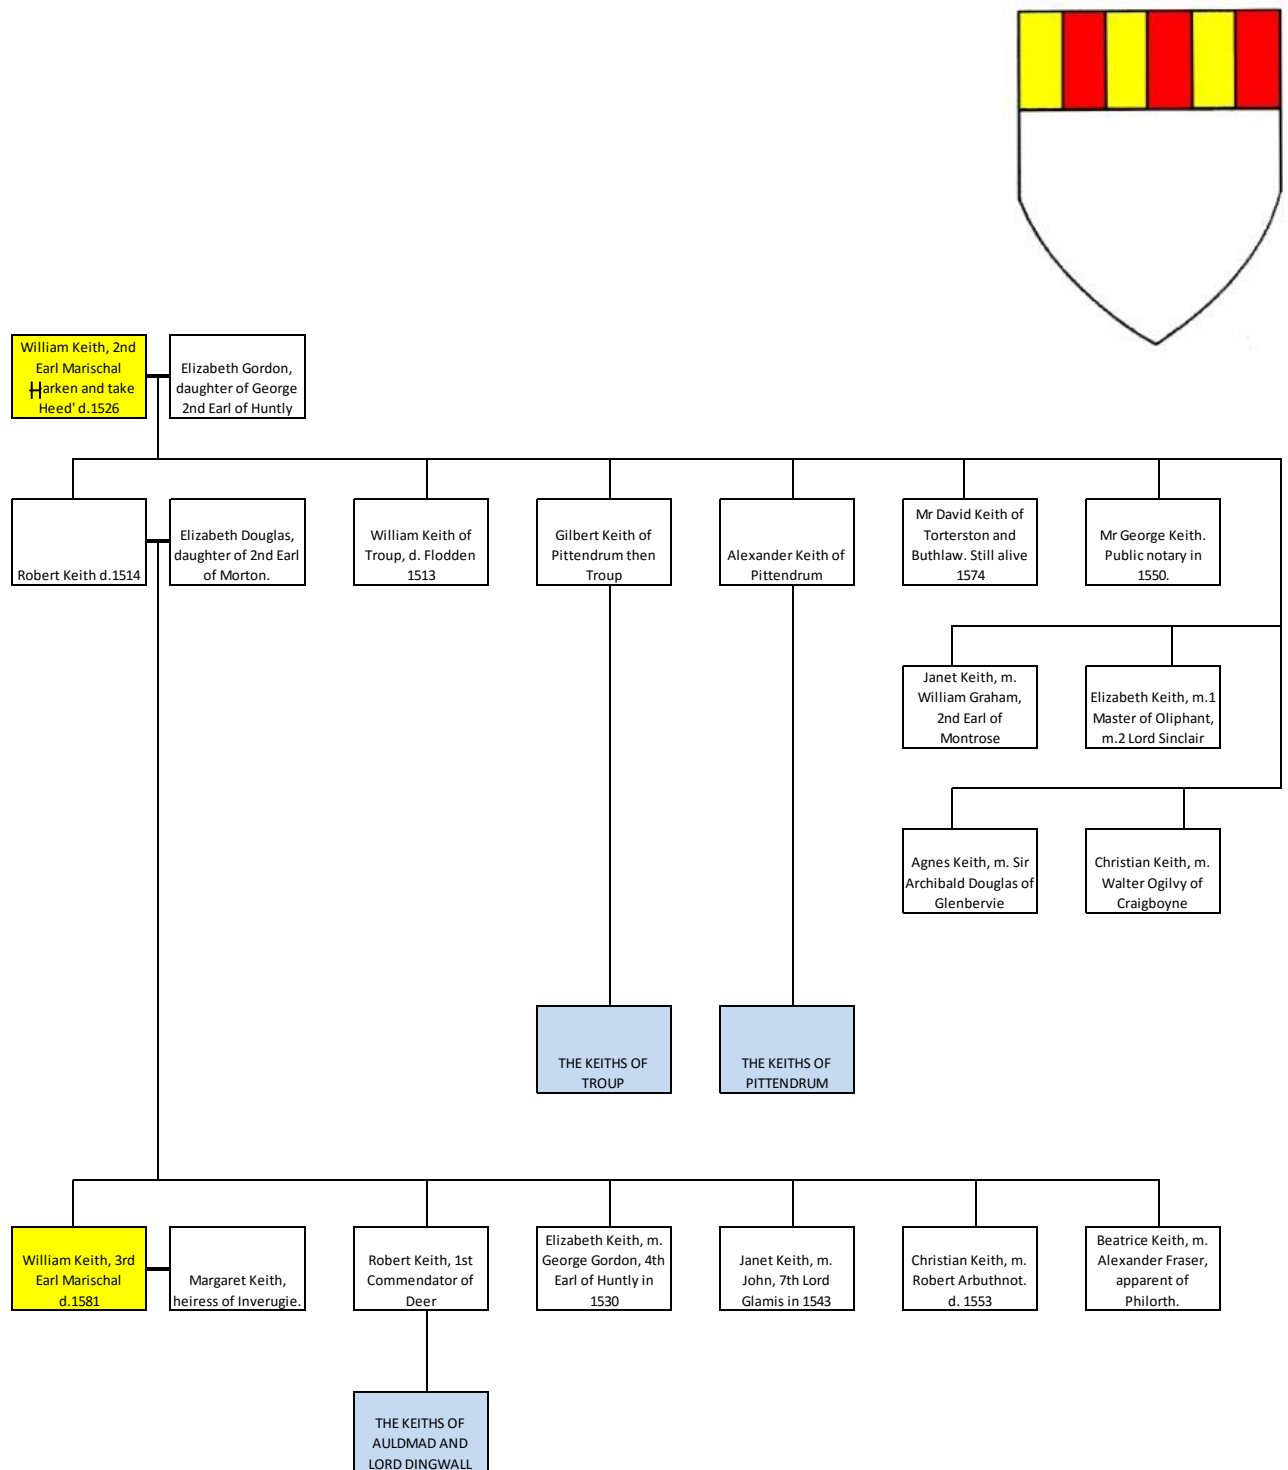 William Keith, 2nd
Earl Marischal
Harken and take
Heed' d.1526
Elizabeth Gordon,
daughter of George
2nd Earl of Huntly
Robert Keith d.1514
Elizabeth Douglas,
daughter of 2nd Earl
of Morton.
William Keith of
Troup, d. Flodden
1513
Gilbert Keith of
Pittendrum then
Troup
Alexander Keith of
Pittendrum
Mr David Keith of
Torterston and
Buthlaw. Still alive
1574
Mr George Keith.
Public notary in
1550.
Janet Keith, m.
William Graham,
2nd Earl of
Montrose
Elizabeth Keith, m.1
Master of Oliphant,
m.2 Lord Sinclair
Agnes Keith, m. Sir
Archibald Douglas of
Glenbervie
Christian Keith, m.
Walter Ogilvy of
Craigboyne
THE KEITHS OF
TROUP
THE KEITHS OF
PITTENDRUM
William Keith, 3rd
Earl Marischal
d.1581
Margaret Keith,
heiress of Inverugie.
Robert Keith, 1st
Commendator of
Deer
Elizabeth Keith, m.
George Gordon, 4th
Earl of Huntly in
1530
Janet Keith, m.
John, 7th Lord
Glamis in 1543
Christian Keith, m.
Robert Arbuthnot.
d. 1553
Beatrice Keith, m.
Alexander Fraser,
apparent of
Philorth.
THE KEITHS OF
AULDMAD AND
LORD DINGWALL